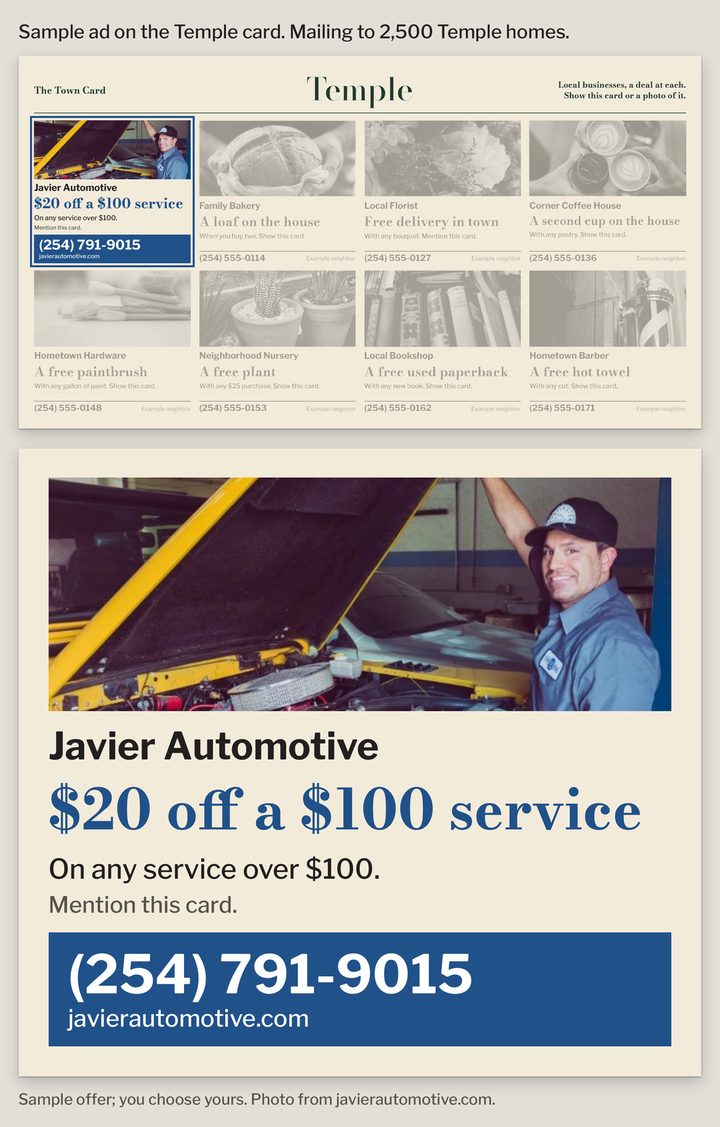 Sample ad on the Temple card. Mailing to 2,500 Temple homes.
The Town Card
Temple
Local businesses, a deal at each.
Show this card or a photo of it.
Javier Automotive
$20 off a $100 service
On any service over $100.
Mention this card.
(254) 791-9015
javierautomotive.com
Family Bakery
A loaf on the house
When you buy two. Show this card.
(254) 555-0114
Example neighbor
Local Florist
Free delivery in town
With any bouquet. Mention this card.
(254) 555-0127
Example neighbor
Corner Coffee House
A second cup on the house
With any pastry. Show this card.
(254) 555-0136
Example neighbor
Hometown Hardware
A free paintbrush
With any gallon of paint. Show this card.
(254) 555-0148
Example neighbor
Neighborhood Nursery
A free plant
With any $25 purchase. Show this card.
(254) 555-0153
Example neighbor
Local Bookshop
A free used paperback
With any new book. Show this card.
(254) 555-0162
Example neighbor
Hometown Barber
A free hot towel
With any cut. Show this card.
(254) 555-0171
Example neighbor
Javier Automotive
$20 off a $100 service
On any service over $100.
Mention this card.
(254) 791-9015
javierautomotive.com
Sample offer; you choose yours. Photo from javierautomotive.com.